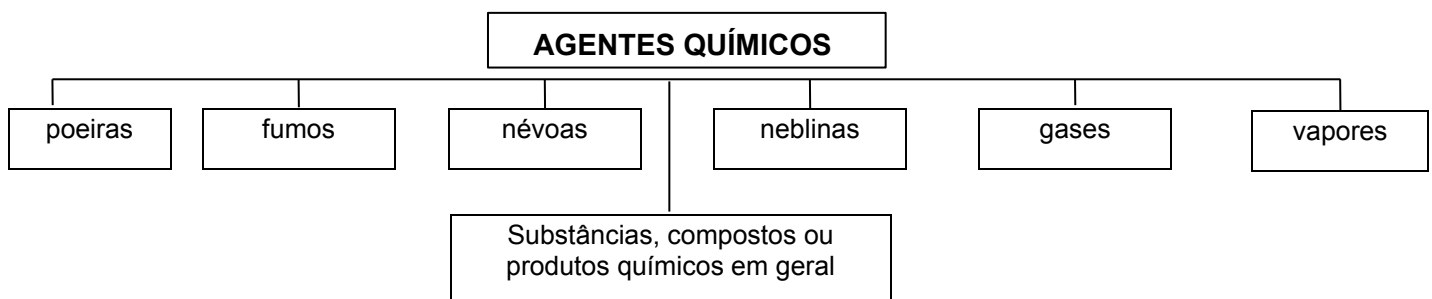 AGENTES QUÍMICOS
poeiras
fumos
névoas
neblinas
gases
vapores
Substâncias, compostos ou
produtos químicos em geral